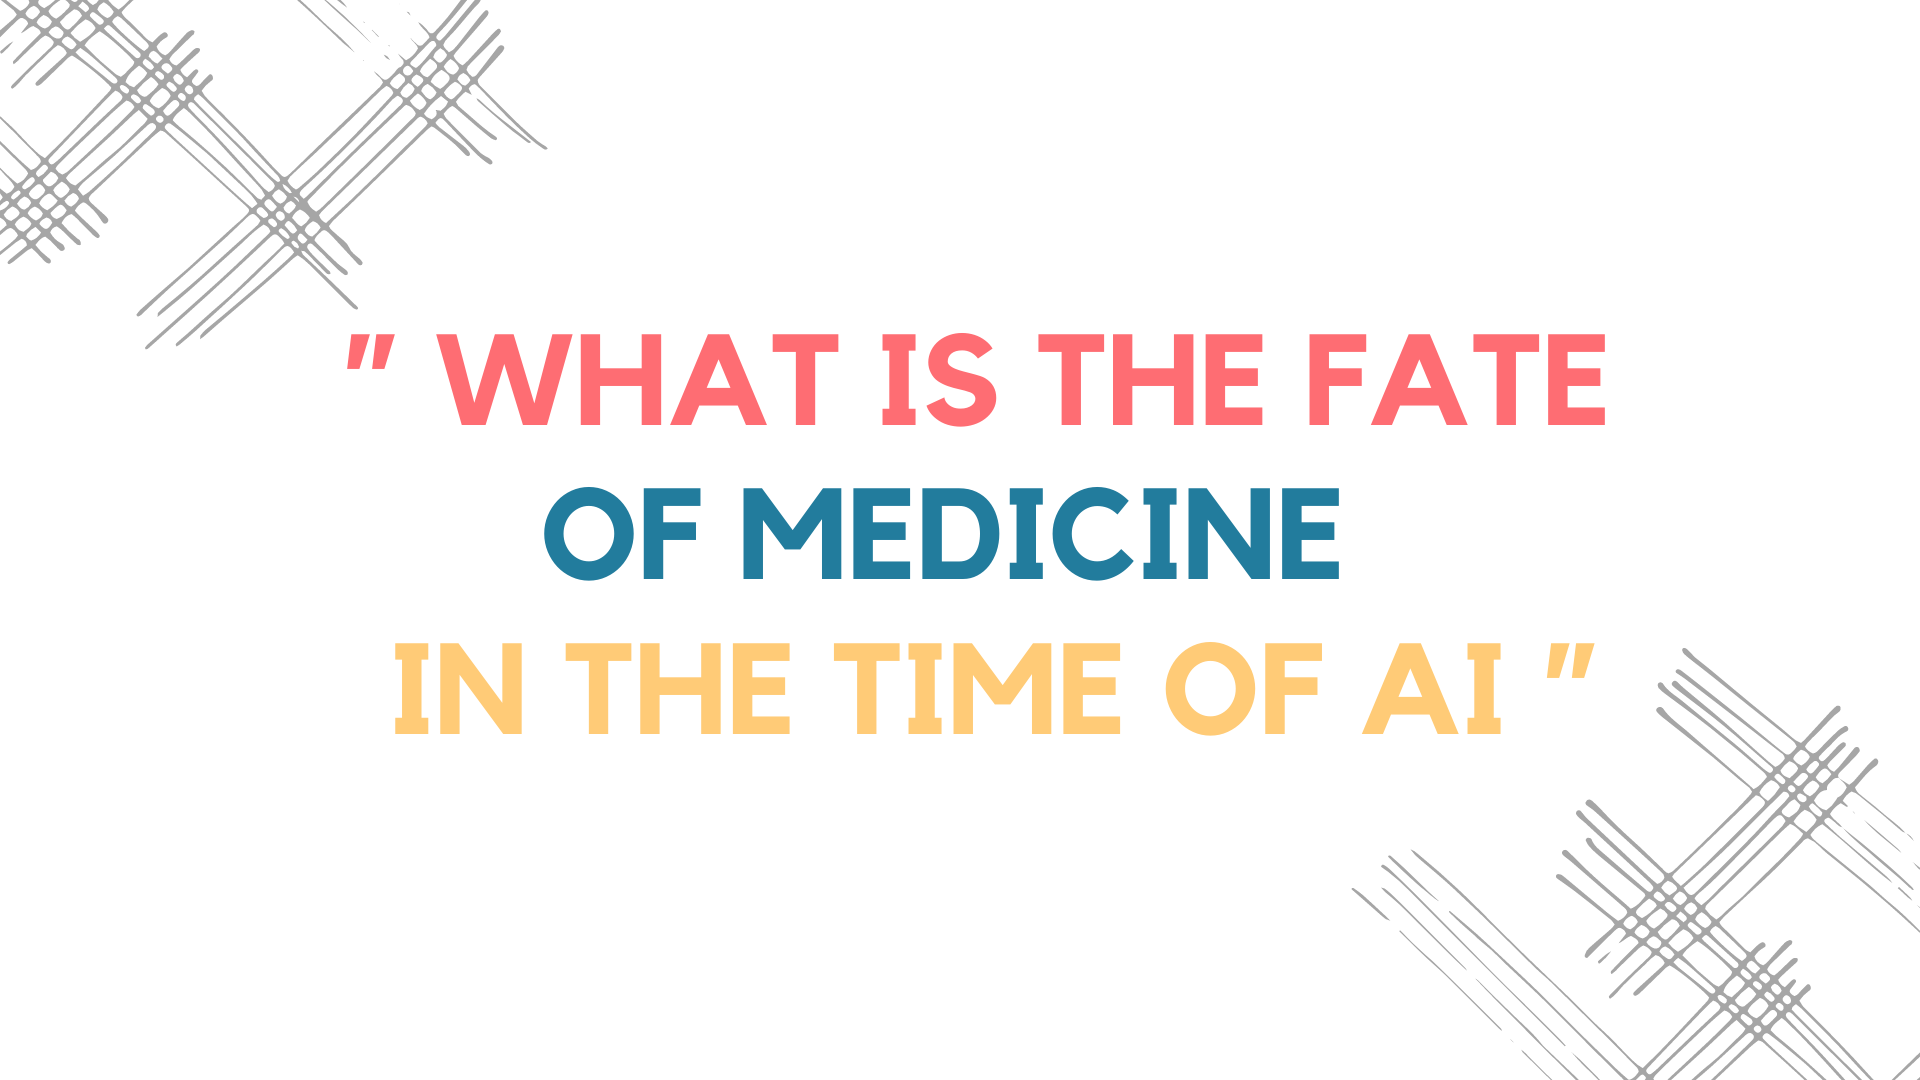 " WHAT IS THE FATE
OF MEDICINE
IN THE TIME OF AI "